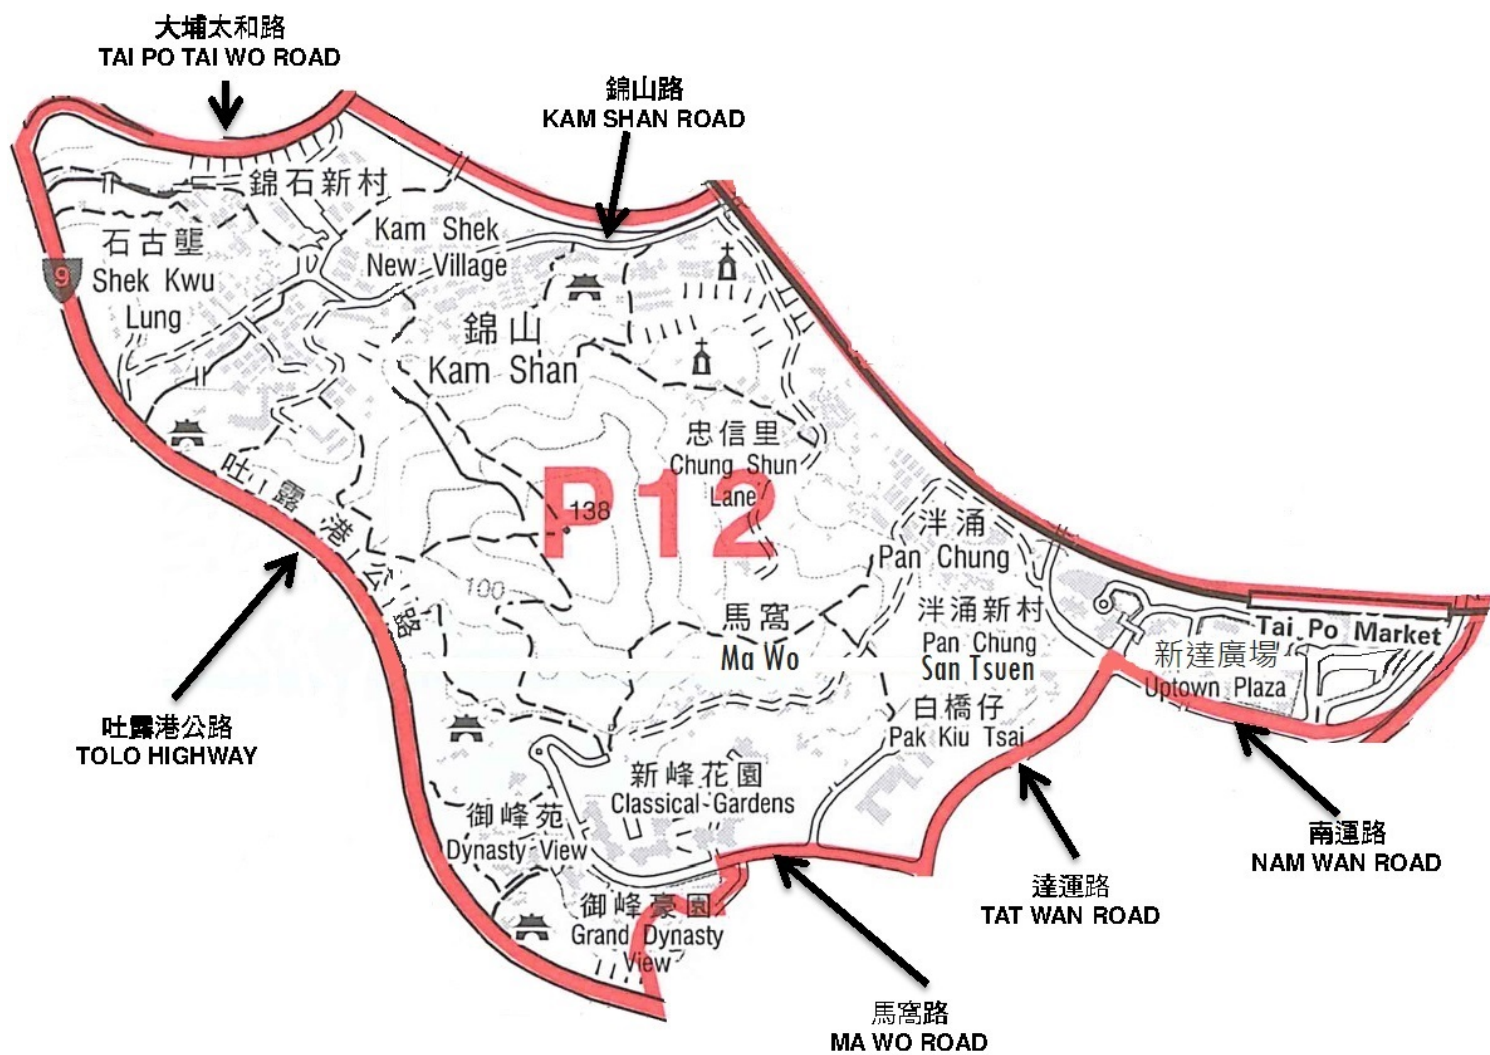 大埔太和路
TAI PO TAI WO ROAD
錦山路
KAM SHAN ROAD
錦石新村
Kam Shek
New Village
石古壟
Shek Kwu
Lung
9
錦山
Kam Shan
忠信里
Chung Shun
Lane
P12
138
100
吐露港公路
泮涌
Pan Chung
泮涌新村
Pan Chung
San Tsuen
馬窩
Ma Wo
Tai Po Market
新達廣場
Uptown Plaza
白橋仔
Pak Kiu Tsai
吐露港公路
TOLO HIGHWAY
新峰花園
Classical Gardens
御峰苑
Dynasty View
御峰豪園
Grand Dynasty
View
南運路
NAM WAN ROAD
達運路
TAT WAN ROAD
馬窩路
MA WO ROAD